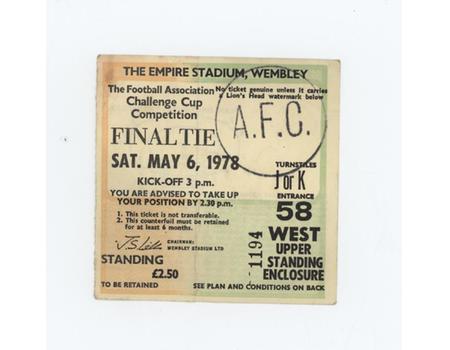 THE EMPIRE STADIUM, WEMBLEY
The Football Association
Challenge Cup
Competition
No ticket genuine unless it carries
a Lion's Head watermark below
A.F.C.
FINAL TIE
SAT. MAY 6, 1978
KICK-OFF 3 p.m.
YOU ARE ADVISED TO TAKE UP
YOUR POSITION BY 2.30 p.m.
1. This ticket is not transferable.
2. This counterfoil must be retained
for at least 6 months.
CHAIRMAN:
WEMBLEY STADIUM LTD
STANDING
£2.50
TO BE RETAINED
TURNSTILES
J or K
ENTRANCE
58
WEST
UPPER
STANDING
ENCLOSURE
1194
SEE PLAN AND CONDITIONS ON BACK